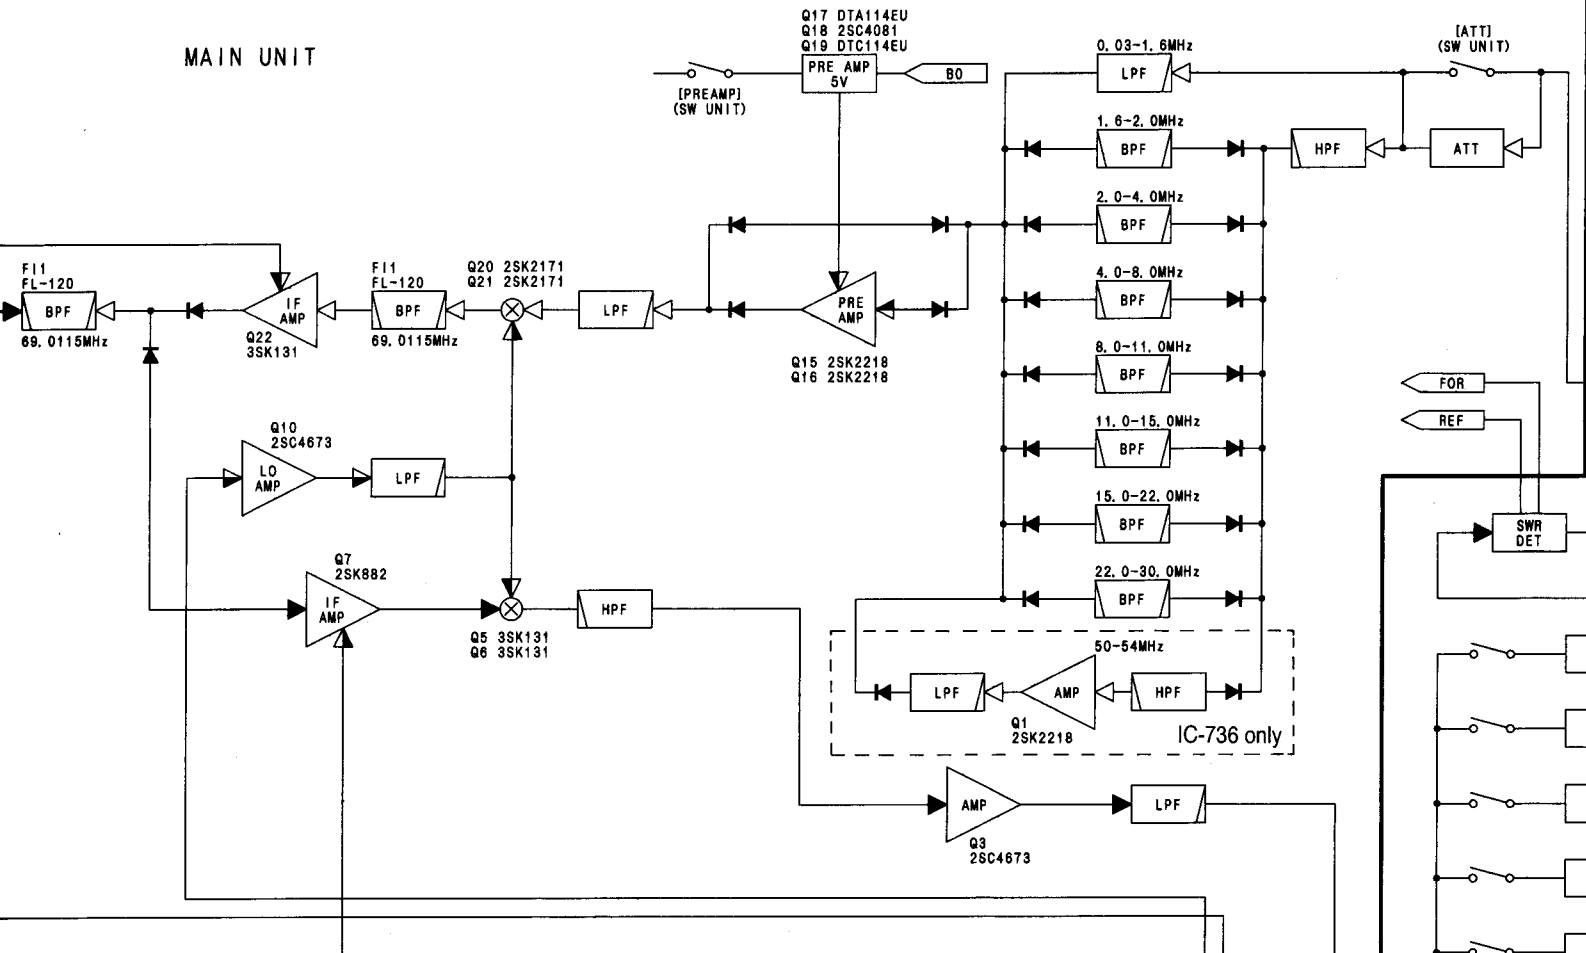 MAIN UNIT
Q17 DTA114EU
Q18 2SC4081
Q19 DTC114EU
PRE AMP
5V
BO
[PREAMP]
(SW UNIT)
0.03-1.6MHz
LPF
[ATT]
(SW UNIT)
1.6-2.0MHz
BPF
HPF
ATT
2.0-4.0MHz
BPF
4.0-8.0MHz
BPF
8.0-11.0MHz
BPF
11.0-15.0MHz
BPF
15.0-22.0MHz
BPF
22.0-30.0MHz
BPF
50-54MHz
LPF
AMP
HPF
Q1
2SK2218
IC-736 only
FI1
FL-120
BPF
69.0115MHz
IF
AMP
Q22
3SK131
FI1
FL-120
BPF
69.0115MHz
Q20 2SK2171
Q21 2SK2171
LPF
PRE
AMP
Q15 2SK2218
Q16 2SK2218
FOR
REF
SWR
DET
Q10
2SC4673
LO
AMP
LPF
Q7
2SK882
IF
AMP
Q5 3SK131
Q6 3SK131
HPF
AMP
Q3
2SC4673
LPF